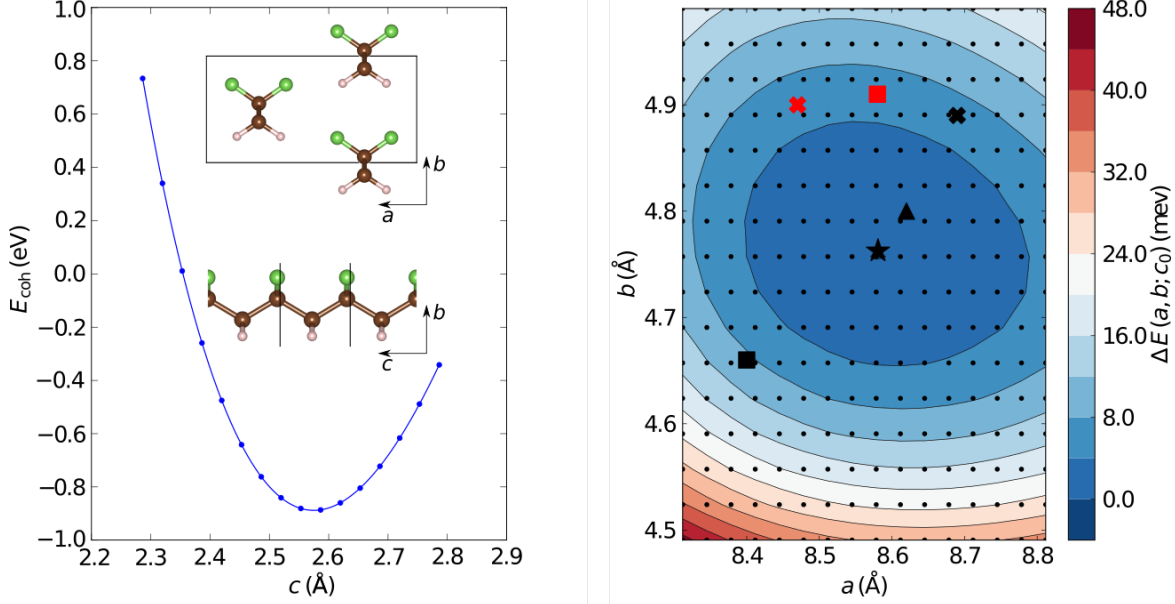 1.0
0.8
0.6
0.4
0.2
0.0
−0.2
−0.4
−0.6
−0.8
−1.0
E_coh (eV)
2.2 2.3 2.4 2.5 2.6 2.7 2.8 2.9
c (Å)
b
a
b
c
4.9
4.8
4.7
4.6
4.5
b (Å)
8.4 8.5 8.6 8.7 8.8
a (Å)
48.0
40.0
32.0
24.0
16.0
8.0
0.0
ΔE (a, b; c₀) (mev)